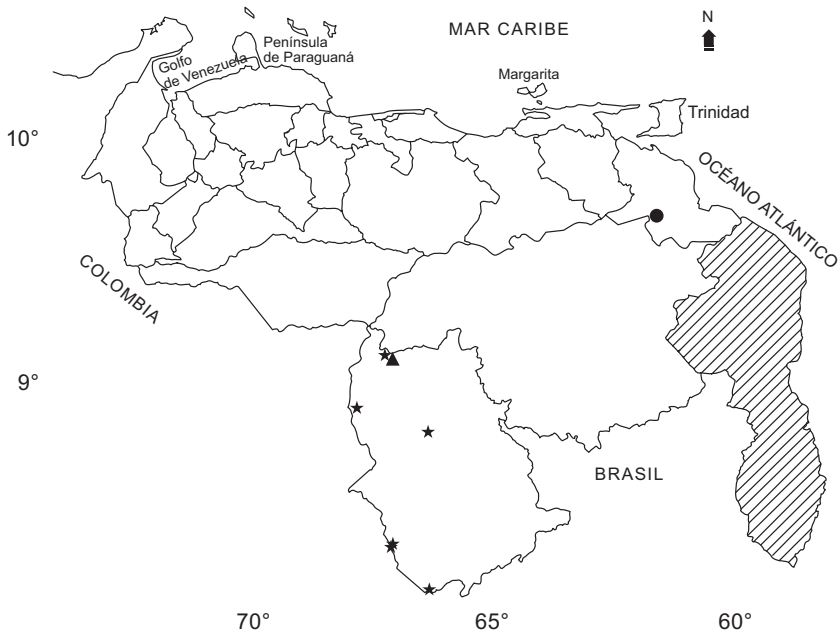 N
MAR CARIBE
Península
de Paraguaná
Golfo
de Venezuela
Margarita
Trinidad
10°
OCÉANO ATLÁNTICO
COLOMBIA
9°
BRASIL
70°
65°
60°